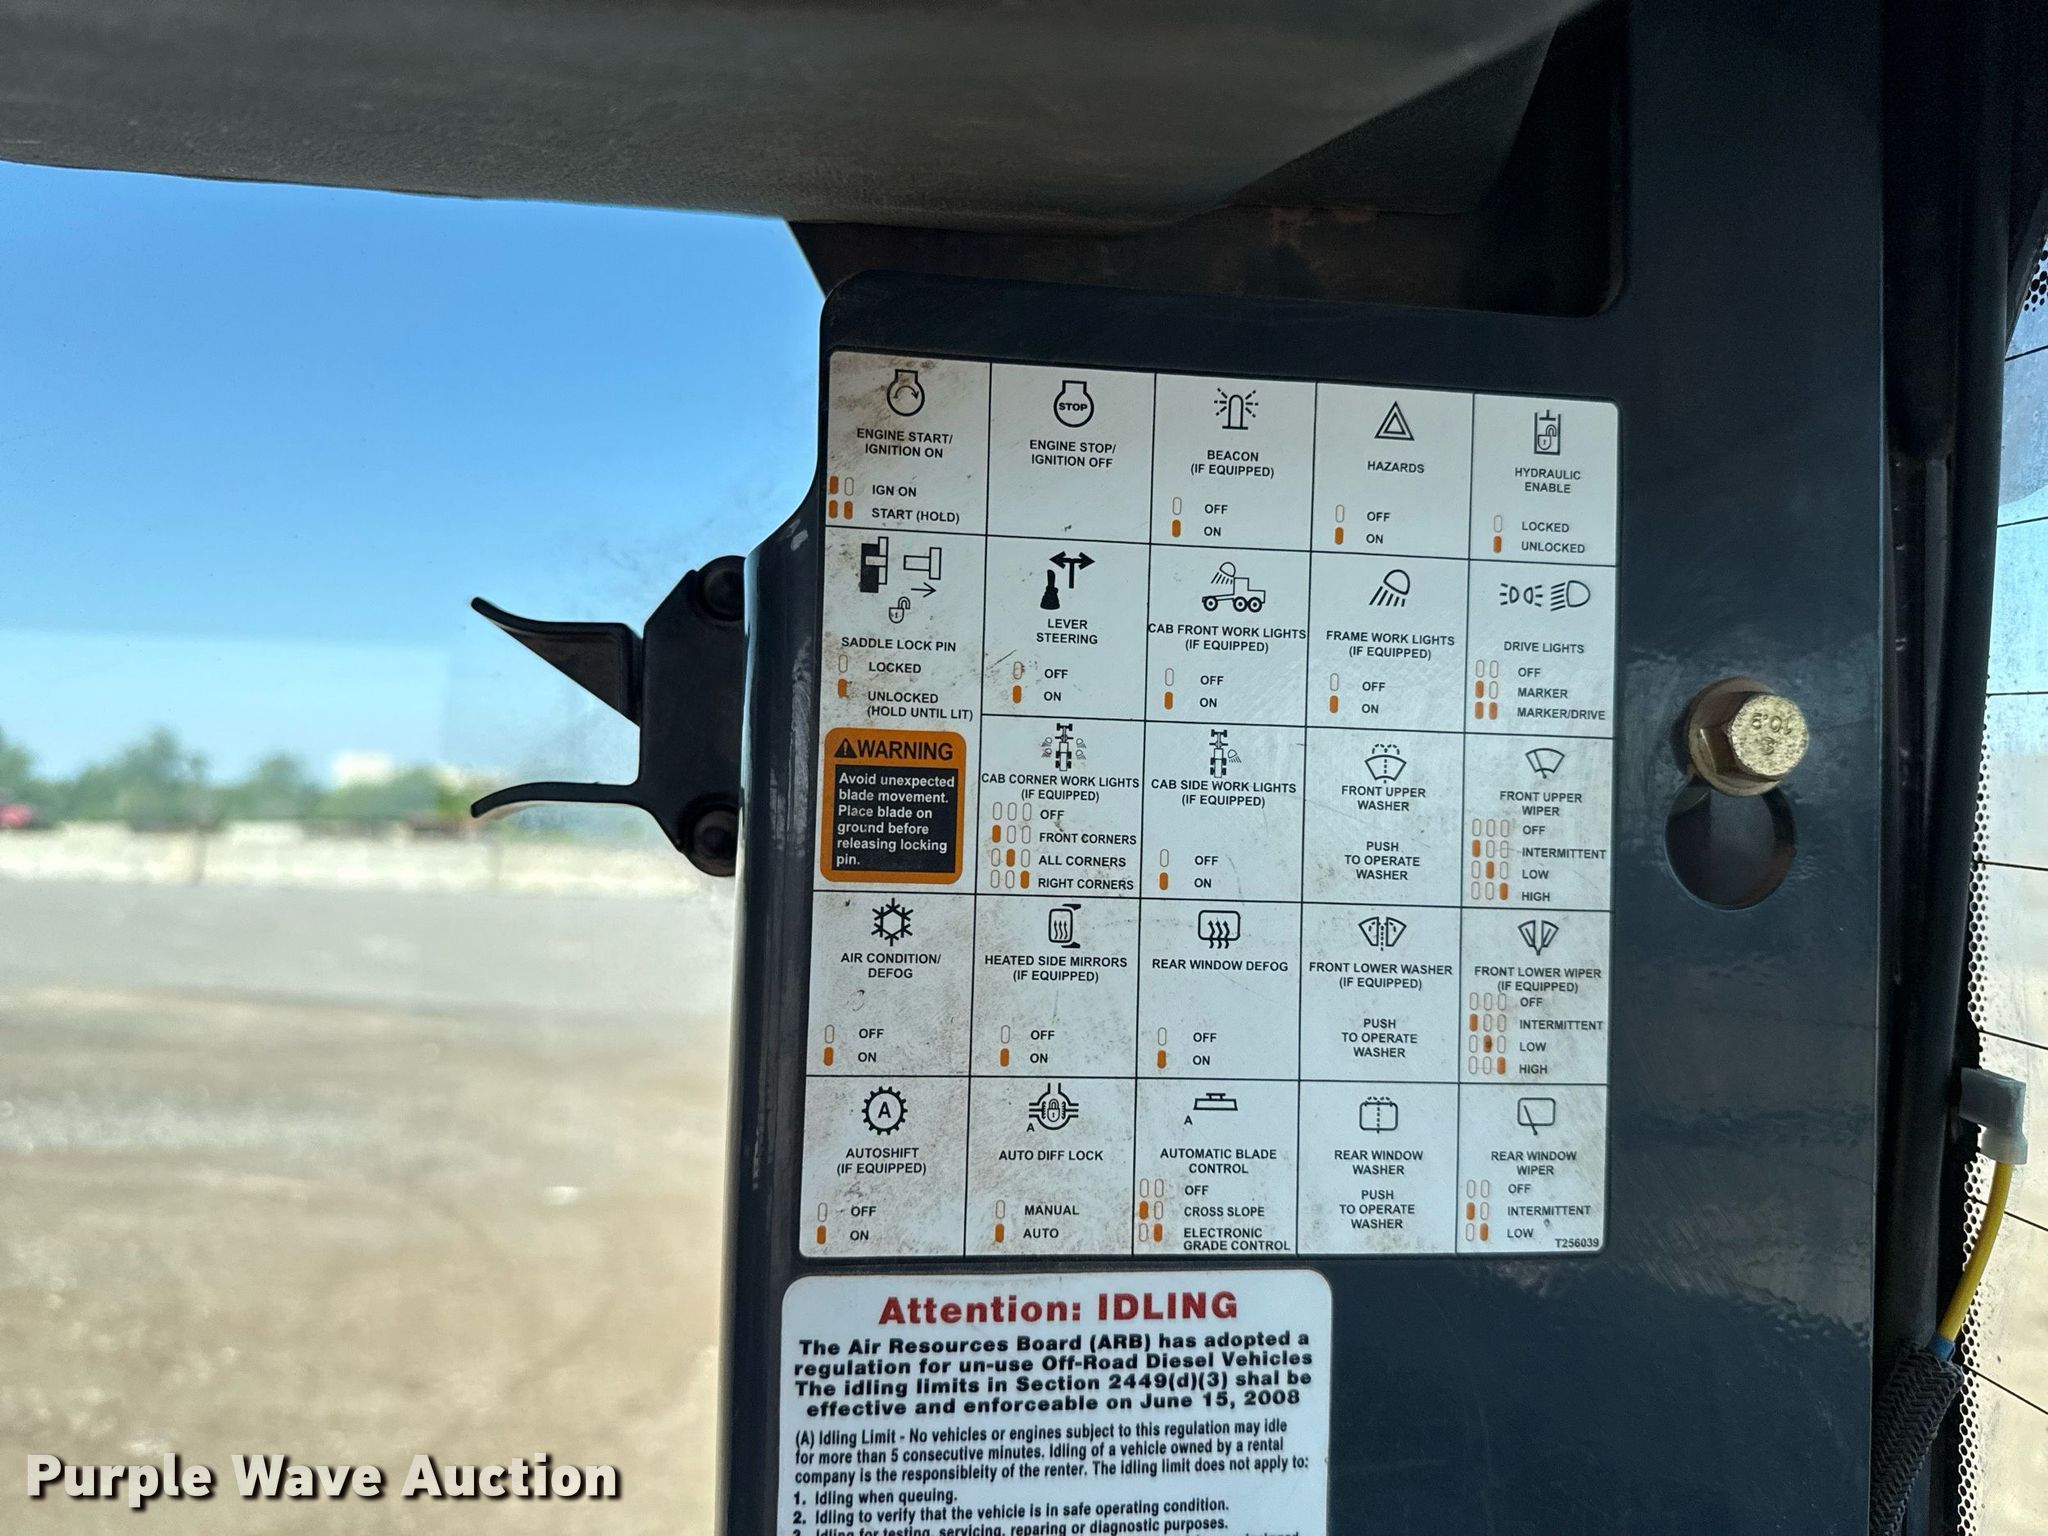 ENGINE START/
IGNITION ON
IGN ON
START (HOLD)
STOP
ENGINE STOP/
IGNITION OFF
BEACON
(IF EQUIPPED)
OFF
ON
HAZARDS
OFF
ON
HYDRAULIC
ENABLE
LOCKED
UNLOCKED
SADDLE LOCK PIN
LOCKED
UNLOCKED
(HOLD UNTIL LIT)
WARNING
Avoid unexpected
blade movement.
Place blade on
ground before
releasing locking
pin.
LEVER
STEERING
OFF
ON
CAB FRONT WORK LIGHTS
(IF EQUIPPED)
OFF
ON
FRAME WORK LIGHTS
(IF EQUIPPED)
OFF
ON
DRIVE LIGHTS
OFF
MARKER
MARKER/DRIVE
CAB CORNER WORK LIGHTS
(IF EQUIPPED)
OFF
FRONT CORNERS
ALL CORNERS
RIGHT CORNERS
CAB SIDE WORK LIGHTS
(IF EQUIPPED)
OFF
ON
FRONT UPPER
WASHER
PUSH
TO OPERATE
WASHER
FRONT UPPER
WIPER
OFF
INTERMITTENT
LOW
HIGH
AIR CONDITION/
DEFOG
OFF
ON
HEATED SIDE MIRRORS
(IF EQUIPPED)
OFF
ON
REAR WINDOW DEFOG
OFF
ON
FRONT LOWER WASHER
(IF EQUIPPED)
PUSH
TO OPERATE
WASHER
FRONT LOWER WIPER
(IF EQUIPPED)
OFF
INTERMITTENT
LOW
HIGH
A
AUTOSHIFT
(IF EQUIPPED)
OFF
ON
A
AUTO DIFF LOCK
MANUAL
AUTO
A
AUTOMATIC BLADE
CONTROL
OFF
CROSS SLOPE
ELECTRONIC
GRADE CONTROL
REAR WINDOW
WASHER
PUSH
TO OPERATE
WASHER
REAR WINDOW
WIPER
OFF
INTERMITTENT
LOW
T256039
10.9
Attention: IDLING
The Air Resources Board (ARB) has adopted a
regulation for un-use Off-Road Diesel Vehicles
The idling limits in Section 2449(d)(3) shal be
effective and enforceable on June 15, 2008
(A) Idling Limit - No vehicles or engines subject to this regulation may idle
for more than 5 consecutive minutes. Idling of a vehicle owned by a rental
company is the responsibleity of the renter. The idling limit does not apply to:
1. Idling when queuing.
2. Idling to verify that the vehicle is in safe operating condition.
3. Idling for testing, servicing, reparing or diagnostic purposes.
Purple Wave Auction